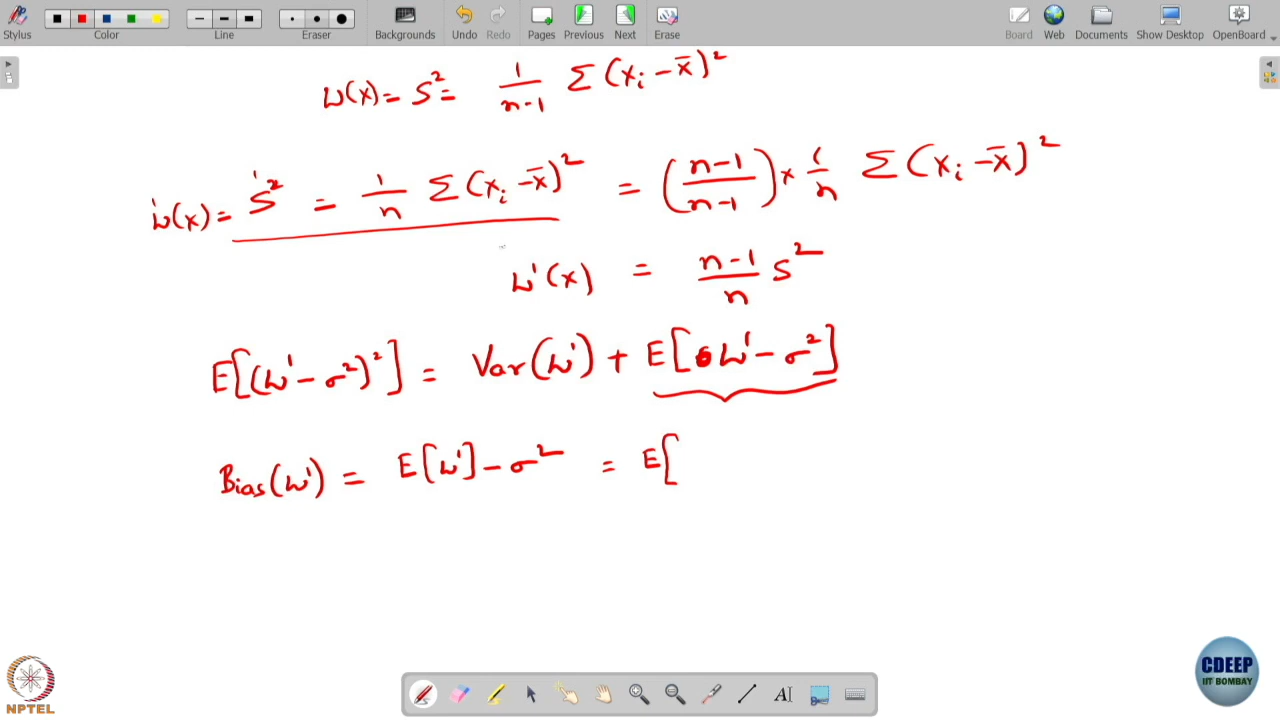 Stylus Color Line Eraser Backgrounds Undo Redo Pages Previous Next Erase Board Web Documents Show Desktop OpenBoard
W(x) = S² = 1/(n-1) Σ(Xᵢ - X̄)²
W'(x) = S'² = 1/n Σ(Xᵢ - X̄)² = ((n-1)/(n-1)) × 1/n Σ(Xᵢ - X̄)²
W'(x) = (n-1)/n S²
E[(W' - σ²)²] = Var(W') + E[W' - σ²]
Bias(W') = E[W'] - σ² = E[
NPTEL
CDEEP
IIT BOMBAY
AI